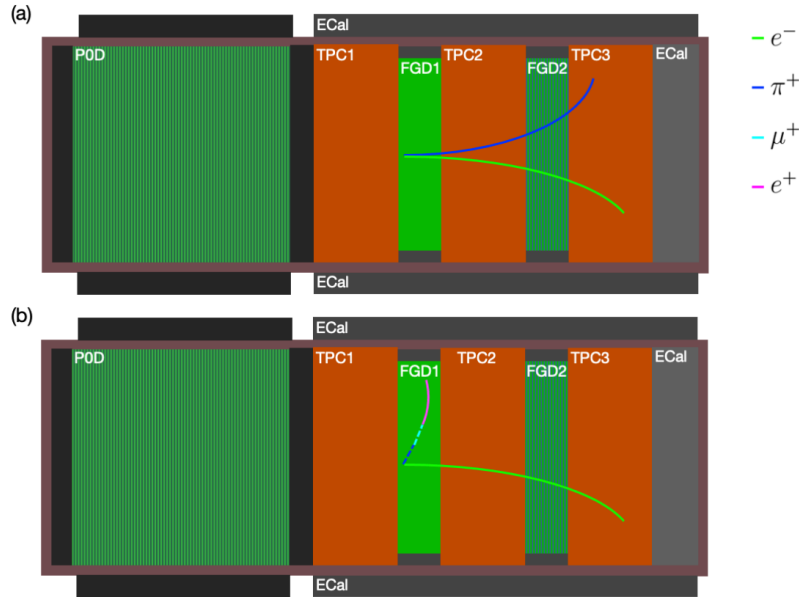 (a)
ECal
P0D
TPC1
FGD1
TPC2
FGD2
TPC3
ECal
ECal
e⁻
π⁺
μ⁺
e⁺
(b)
ECal
P0D
TPC1
FGD1
TPC2
FGD2
TPC3
ECal
ECal